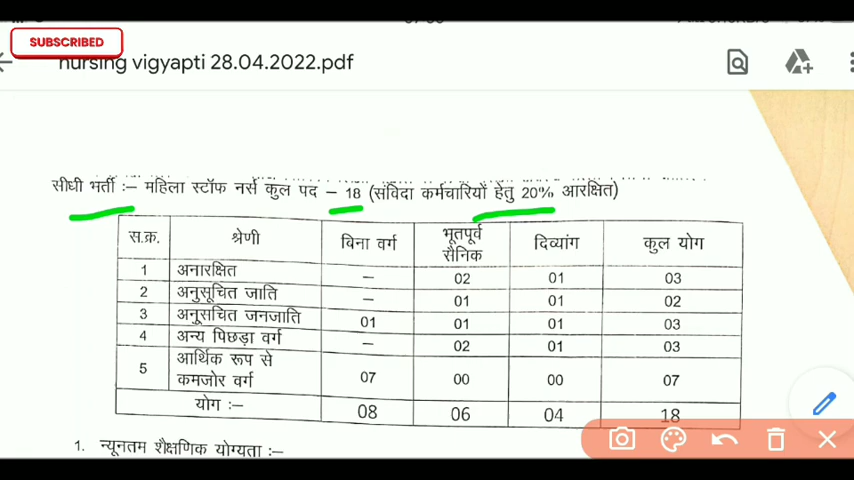 SUBSCRIBED
nursing vigyapti 28.04.2022.pdf
सीधी भर्ती :– महिला स्टॉफ नर्स कुल पद – 18 (संविदा कर्मचारियों हेतु 20% आरक्षित)
स.क्र. श्रेणी बिना वर्ग भूतपूर्व सैनिक दिव्यांग कुल योग
1 अनारक्षित – 02 01 03
2 अनुसूचित जाति – 01 01 02
3 अनुसूचित जनजाति 01 01 01 03
4 अन्य पिछड़ा वर्ग – 02 01 03
5 आर्थिक रूप से कमजोर वर्ग 07 00 00 07
योग :– 08 06 04 18
1. न्यूनतम शैक्षणिक योग्यता :–